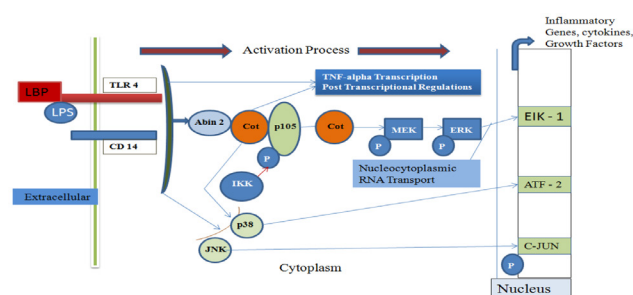 Inflammatory
Genes, cytokines,
Growth Factors
Activation Process
TNF-alpha Transcription
Post Transcriptional Regulations
LBP
TLR 4
LPS
Abin 2
Cot
p105
Cot
MEK
ERK
EIK - 1
P
P
P
CD 14
Nucleocytoplasmic
RNA Transport
IKK
Extracellular
ATF - 2
p38
JNK
C-JUN
Cytoplasm
P
Nucleus